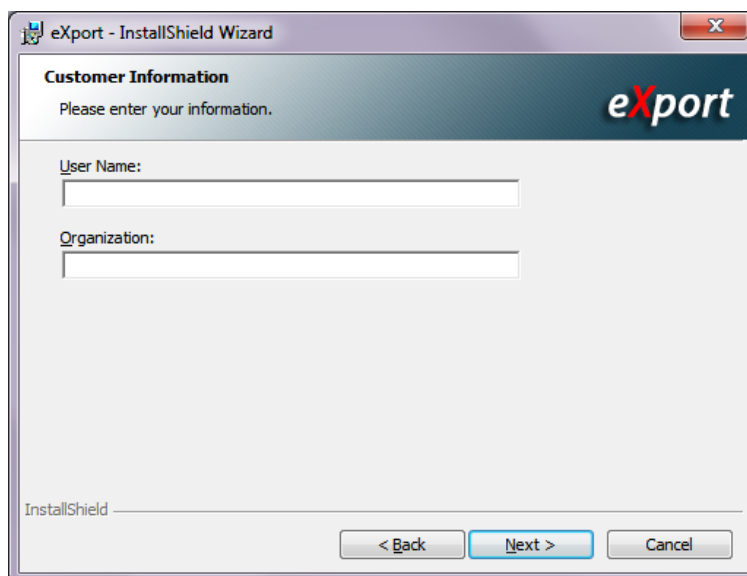 eXport - InstallShield Wizard
Customer Information
Please enter your information.
eXport
User Name:
Organization:
InstallShield
< Back Next > Cancel